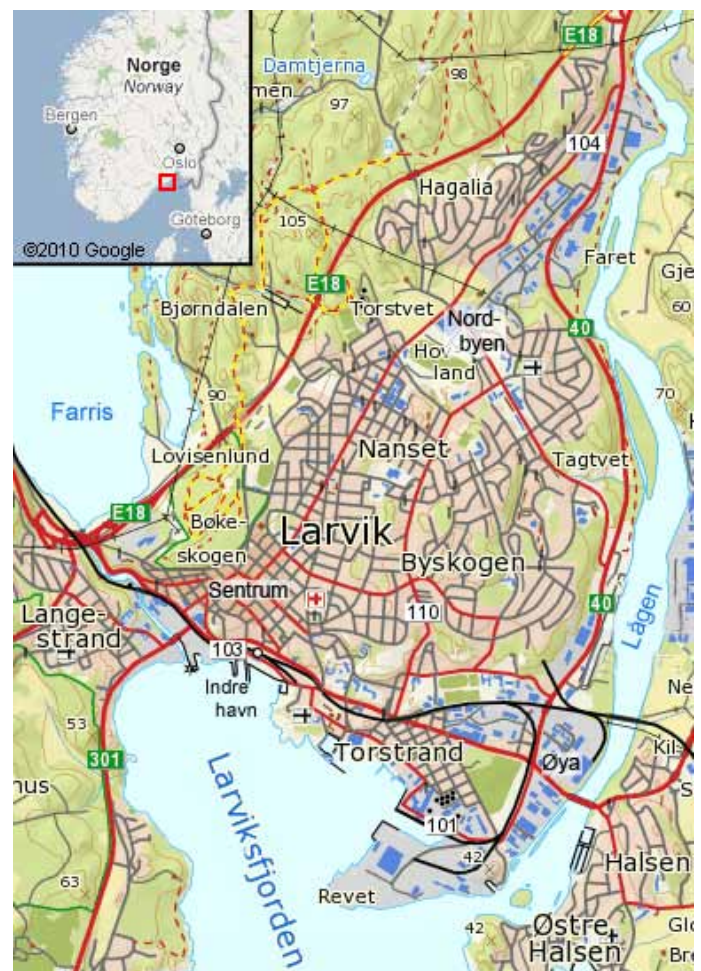 Norge
Norway
Bergen
Oslo
Göteborg
©2010 Google
E18
Damtjerna
men
98
97
104
Hagalia
105
Faret
Gje
E18
60
Bjørndalen
Torstvet
Nord-
byen
40
Hov
land
90
70
Farris
Nanset
Lovisenlund
Tagtvet
E18
Bøke-
skogen
Larvik
Byskogen
Sentrum
Lange-
strand
110
40
Lågen
103
Indre
havn
Ne
53
301
Torstrand
Øya
Kil
nus
S
Larviksfjorden
101
42
Halsen
63
Revet
42
Østre
Halsen
Glo
Bre